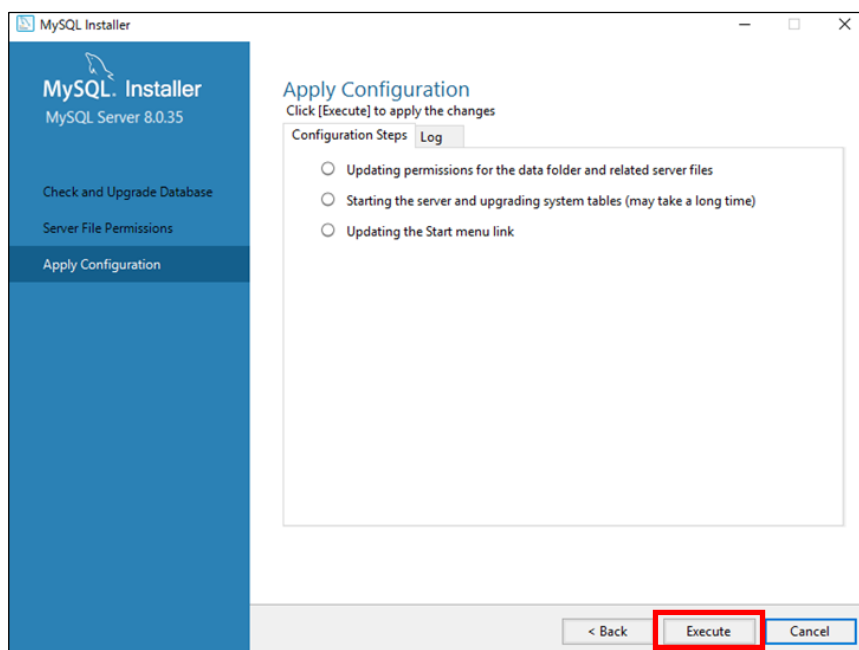 MySQL Installer
MySQL. Installer
MySQL Server 8.0.35
Check and Upgrade Database
Server File Permissions
Apply Configuration
Apply Configuration
Click [Execute] to apply the changes
Configuration Steps Log
Updating permissions for the data folder and related server files
Starting the server and upgrading system tables (may take a long time)
Updating the Start menu link
< Back Execute Cancel